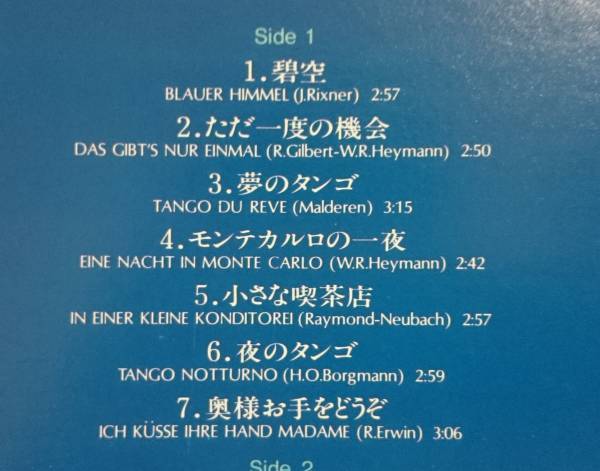 Side 1
1.碧空
BLAUER HIMMEL (J.Rixner) 2:57
2.ただ一度の機会
DAS GIBT'S NUR EINMAL (R.Gilbert-W.R.Heymann) 2:50
3.夢のタンゴ
TANGO DU REVE (Malderen) 3:15
4.モンテカルロの一夜
EINE NACHT IN MONTE CARLO (W.R.Heymann) 2:42
5.小さな喫茶店
IN EINER KLEINE KONDITOREI (Raymond-Neubach) 2:57
6.夜のタンゴ
TANGO NOTTURNO (H.O.Borgmann) 2:59
7.奥様お手をどうぞ
ICH KÜSSE IHRE HAND MADAME (R.Erwin) 3:06
Side 2